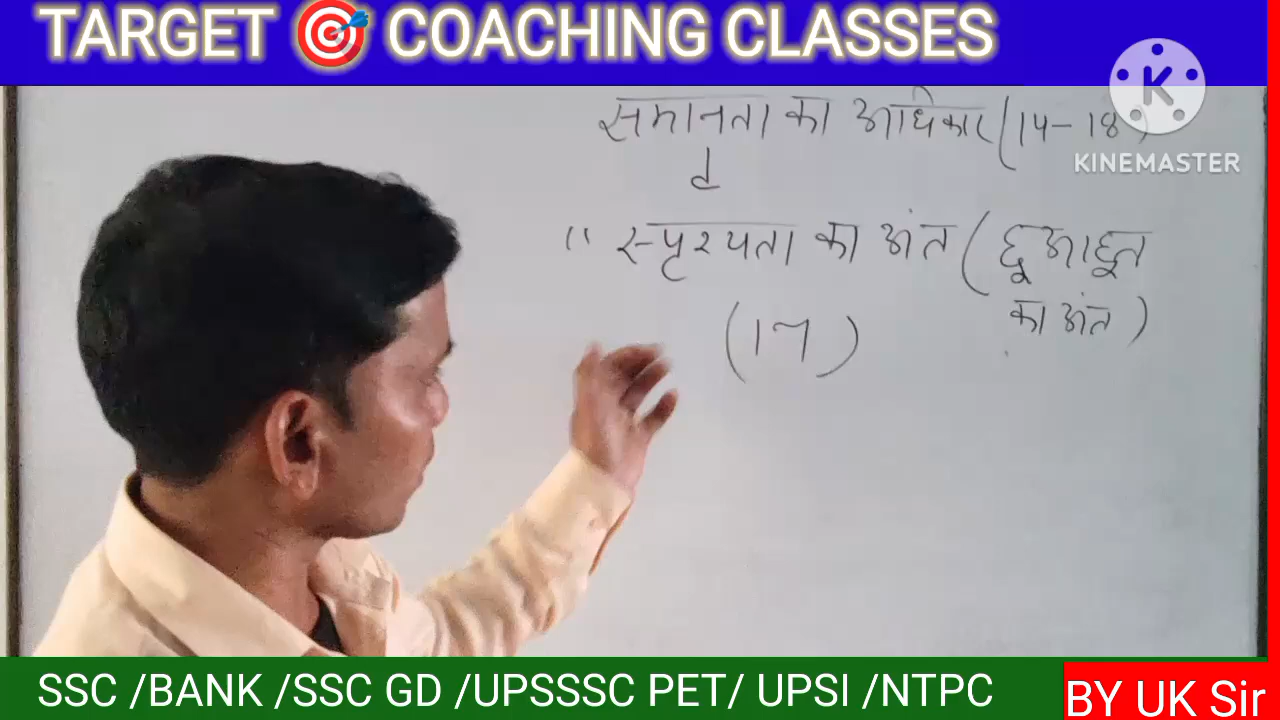 TARGET 🎯 COACHING CLASSES
KINEMASTER
समानता का अधिकार (14-18)
" स्पृश्यता का अंत ( छूआछूत
का अंत )
(17)
SSC /BANK /SSC GD /UPSSSC PET/ UPSI /NTPC
BY UK Sir